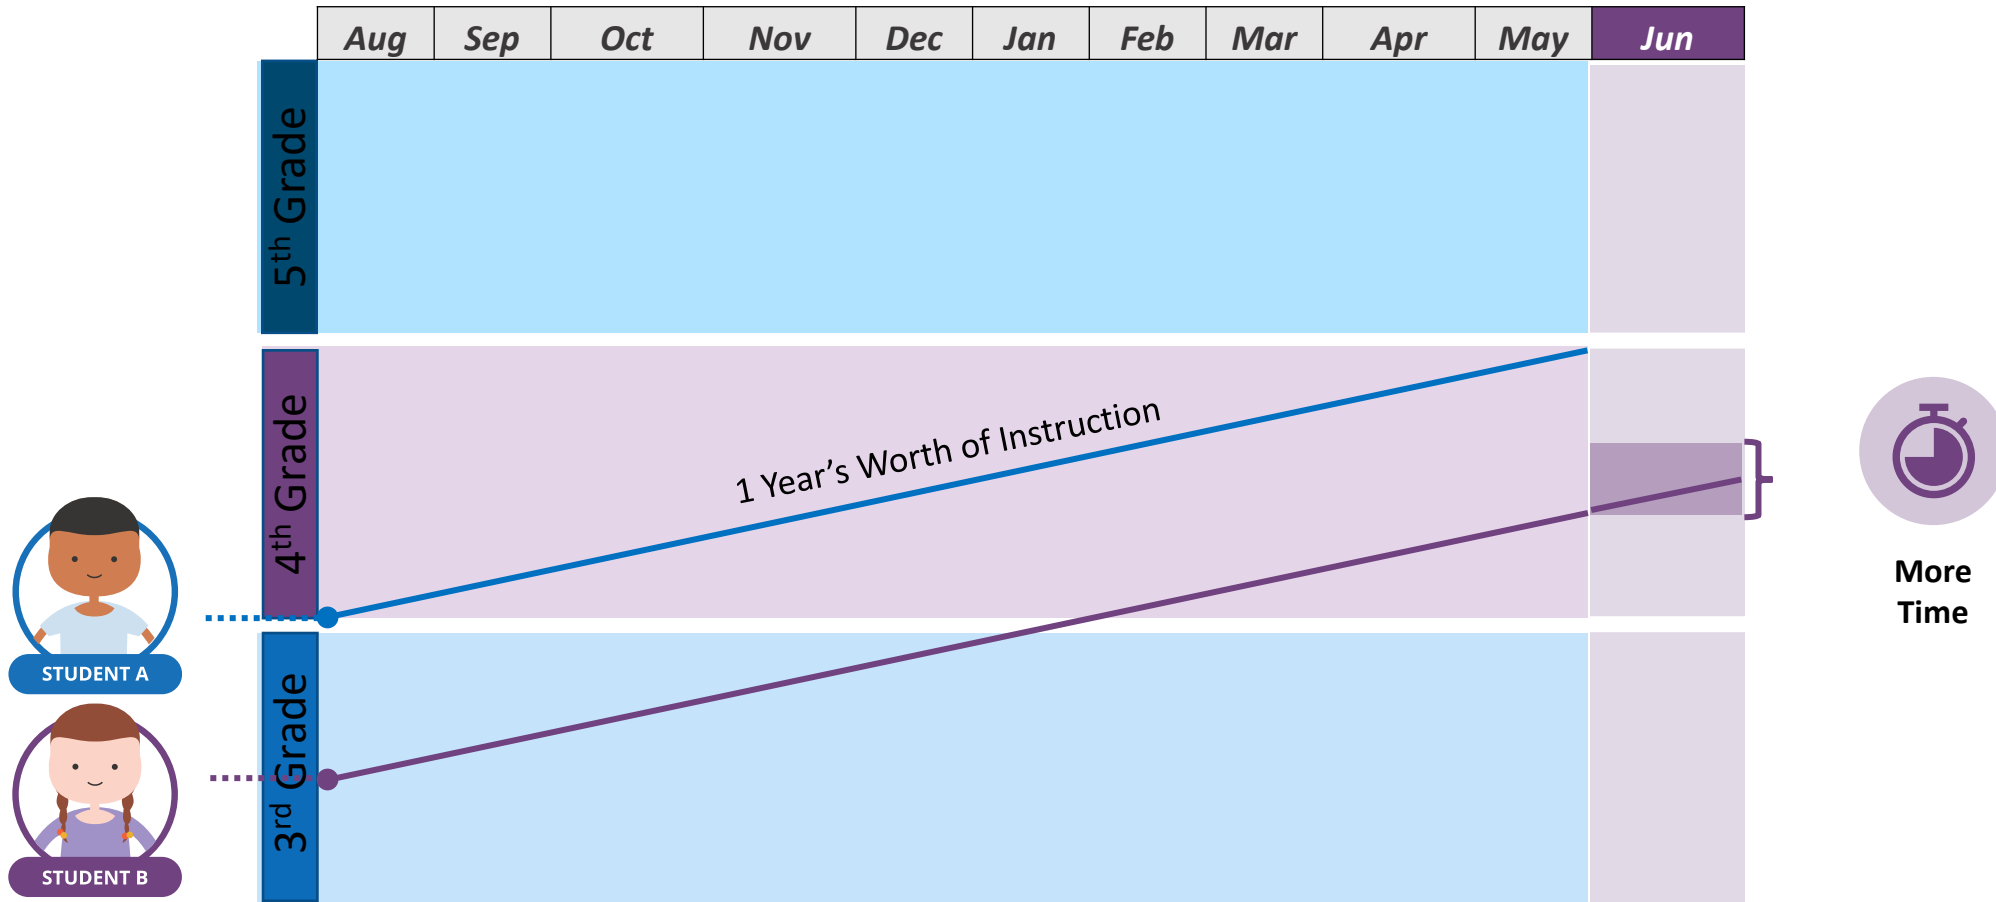 Aug Sep Oct Nov Dec Jan Feb Mar Apr May Jun
5th Grade
4th Grade
1 Year’s Worth of Instruction
More
Time
STUDENT A
3rd Grade
STUDENT B